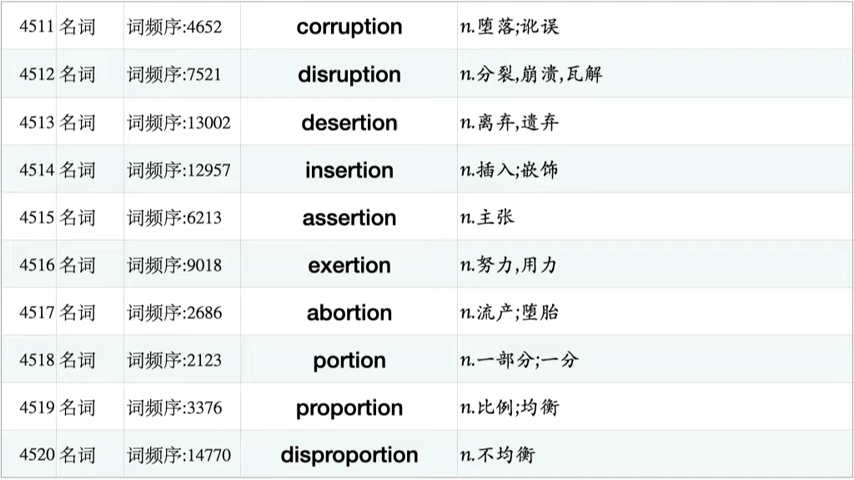 4511 名词 词频序:4652 corruption n.堕落;讹误
4512 名词 词频序:7521 disruption n.分裂,崩溃,瓦解
4513 名词 词频序:13002 desertion n.离弃,遗弃
4514 名词 词频序:12957 insertion n.插入;嵌饰
4515 名词 词频序:6213 assertion n.主张
4516 名词 词频序:9018 exertion n.努力,用力
4517 名词 词频序:2686 abortion n.流产;堕胎
4518 名词 词频序:2123 portion n.一部分;一分
4519 名词 词频序:3376 proportion n.比例;均衡
4520 名词 词频序:14770 disproportion n.不均衡